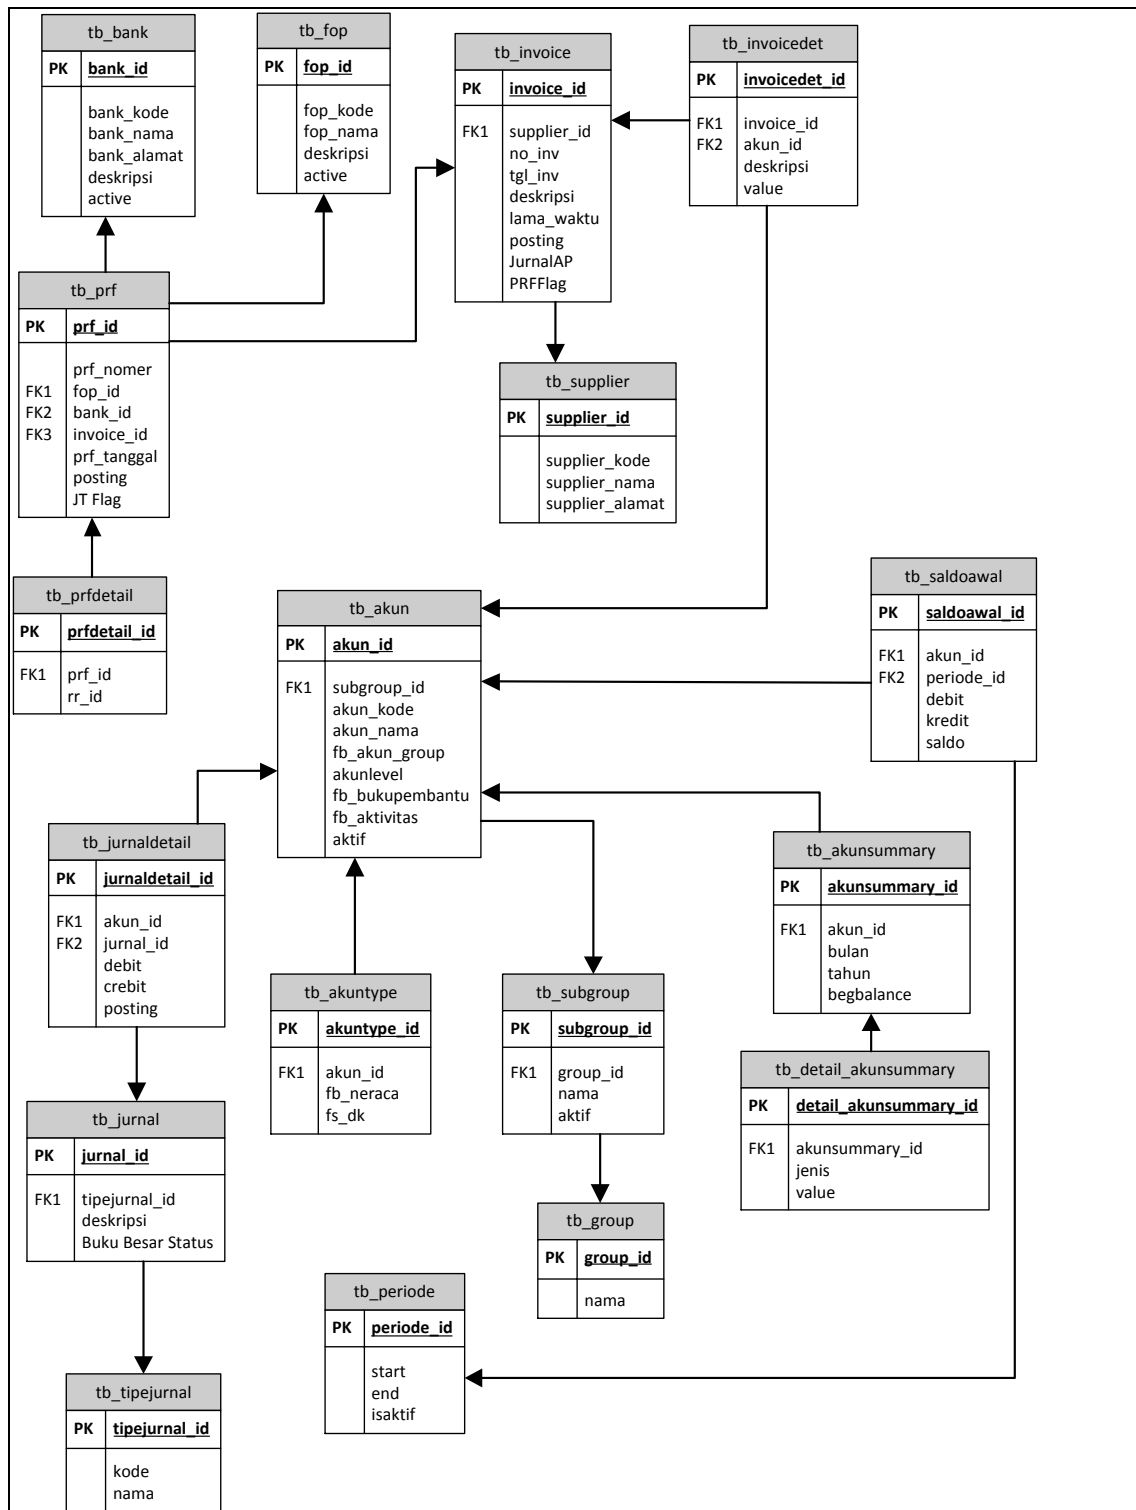 tb_bank
PK bank_id
bank_kode
bank_nama
bank_alamat
deskripsi
active
tb_fop
PK fop_id
fop_kode
fop_nama
deskripsi
active
tb_invoice
PK invoice_id
FK1 supplier_id
no_inv
tgl_inv
deskripsi
lama_waktu
posting
JurnalAP
PRFFlag
tb_invoicedet
PK invoicedet_id
FK1 invoice_id
FK2 akun_id
deskripsi
value
tb_prf
PK prf_id
prf_nomer
FK1 fop_id
FK2 bank_id
FK3 invoice_id
prf_tanggal
posting
JT Flag
tb_supplier
PK supplier_id
supplier_kode
supplier_nama
supplier_alamat
tb_prfdetail
PK prfdetail_id
FK1 prf_id
rr_id
tb_akun
PK akun_id
FK1 subgroup_id
akun_kode
akun_nama
fb_akun_group
akunlevel
fb_bukupembantu
fb_aktivitas
aktif
tb_saldoawal
PK saldoawal_id
FK1 akun_id
FK2 periode_id
debit
kredit
saldo
tb_jurnaldetail
PK jurnaldetail_id
FK1 akun_id
FK2 jurnal_id
debit
crebit
posting
tb_akunsummary
PK akunsummary_id
FK1 akun_id
bulan
tahun
begbalance
tb_akuntype
PK akuntype_id
FK1 akun_id
fb_neraca
fs_dk
tb_subgroup
PK subgroup_id
FK1 group_id
nama
aktif
tb_detail_akunsummary
PK detail_akunsummary_id
FK1 akunsummary_id
jenis
value
tb_jurnal
PK jurnal_id
FK1 tipejurnal_id
deskripsi
Buku Besar Status
tb_group
PK group_id
nama
tb_periode
PK periode_id
start
end
isaktif
tb_tipejurnal
PK tipejurnal_id
kode
nama